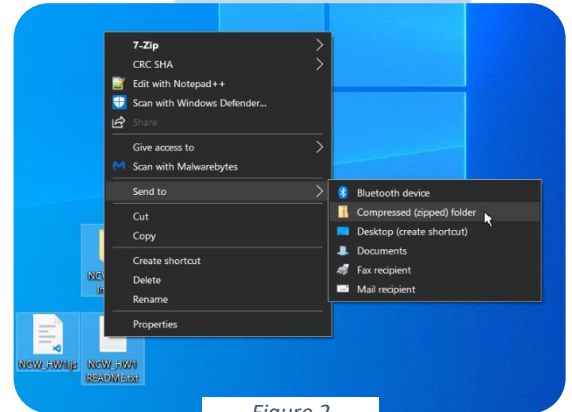 7-Zip
CRC SHA
Edit with Notepad++
Scan with Windows Defender...
Share
Give access to
Scan with Malwarebytes
Send to
Cut
Copy
Create shortcut
Delete
Rename
Properties
Bluetooth device
Compressed (zipped) folder
Desktop (create shortcut)
Documents
Fax recipient
Mail recipient
NCW_HW1.js
NCW_HW1
README.txt
Figure 2